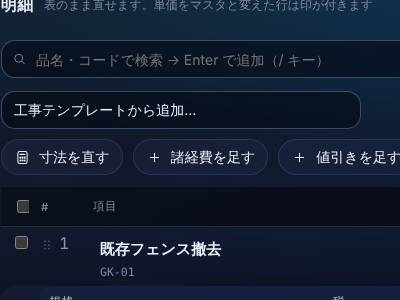 明細 表のまま直せます。単価をマスタと変えた行は印が付きます
品名・コードで検索 → Enter で追加（/ キー）
工事テンプレートから追加...
寸法を直す + 諸経費を足す + 値引きを足す
# 項目
1 既存フェンス撤去
GK-01